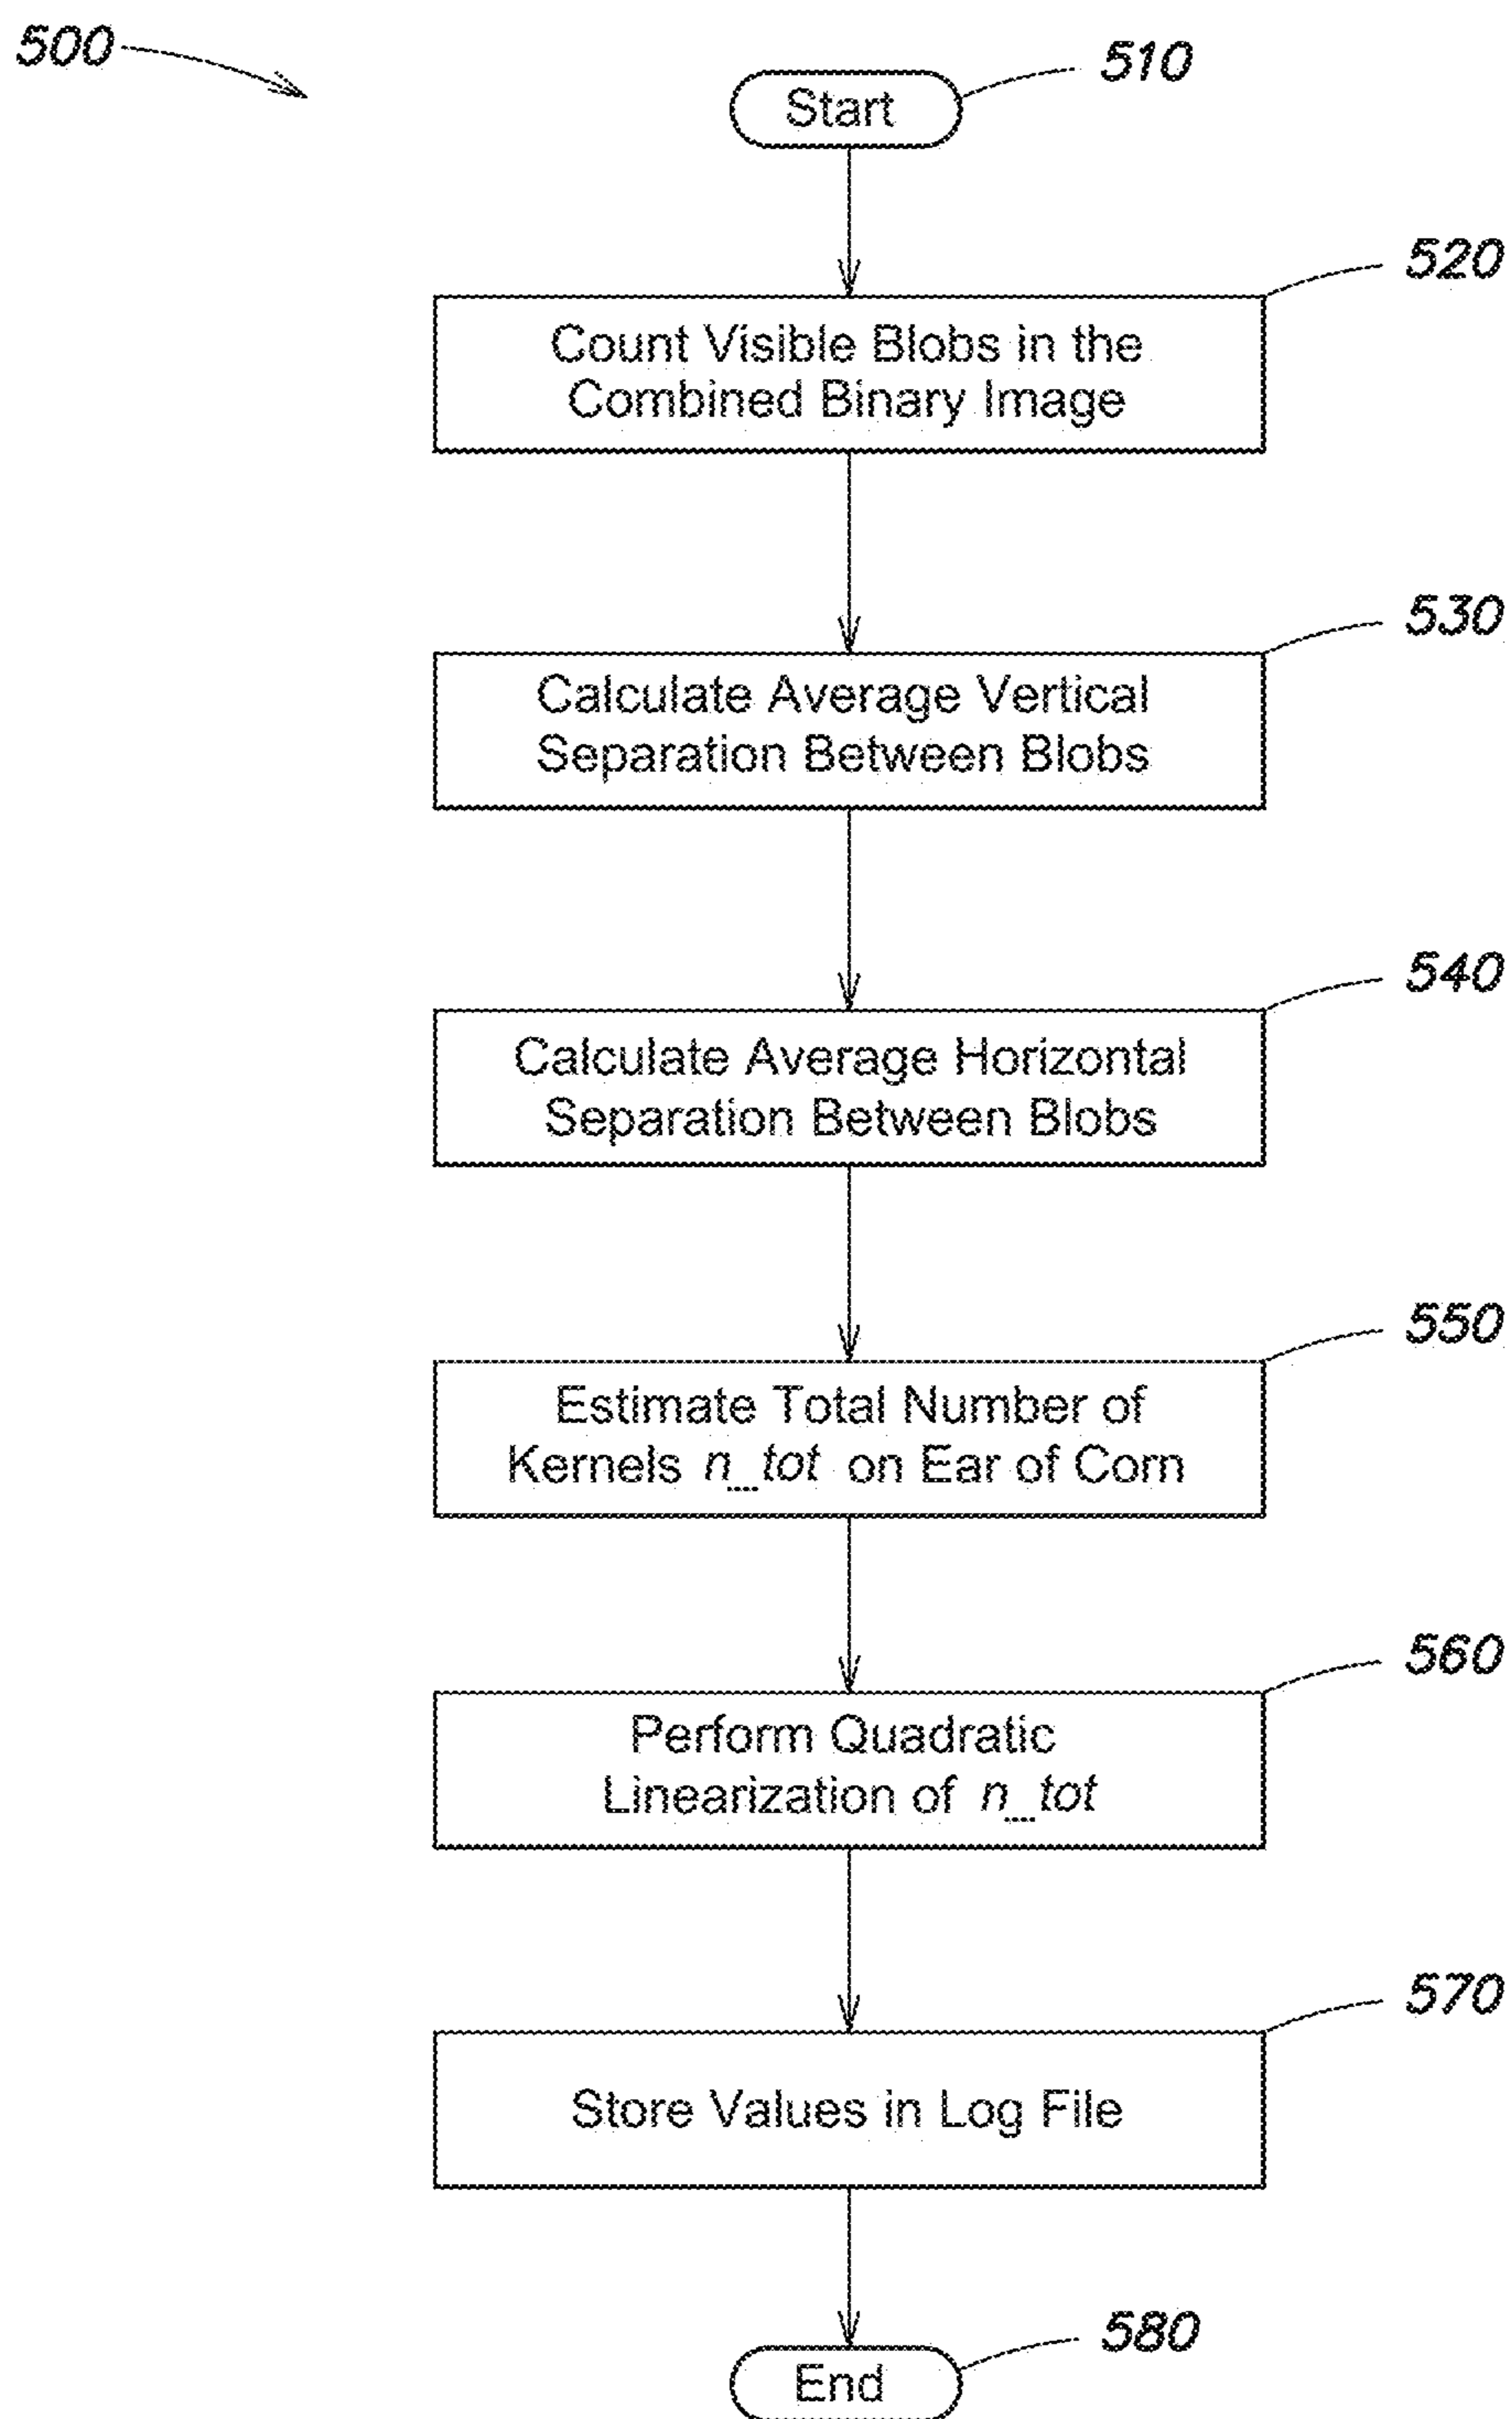 500
510
Start
520
Count Visible Blobs in the
Combined Binary Image
530
Calculate Average Vertical
Separation Between Blobs
540
Calculate Average Horizontal
Separation Between Blobs
550
Estimate Total Number of
Kernels n_tot on Ear of Corn
560
Perform Quadratic
Linearization of n_tot
570
Store Values in Log File
580
End